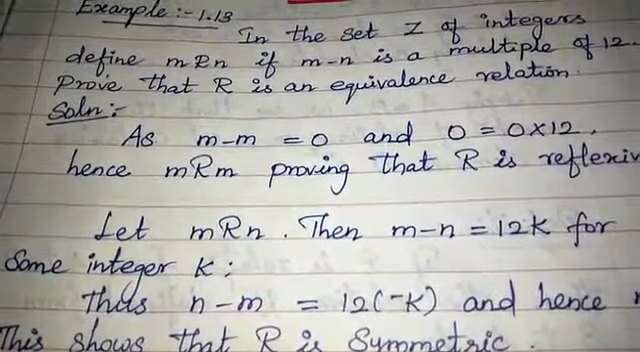 Example :- 1.13
In the set Z of integers
define mRn if m-n is a multiple of 12.
Prove that R is an equivalence relation.
Soln :-
As m-m = 0 and 0 = 0x12,
hence mRm proving that R is reflexiv
Let mRn. Then m-n = 12K for
Some integer K :
thus n-m = 12(-K) and hence
This shows that R is Symmetric.